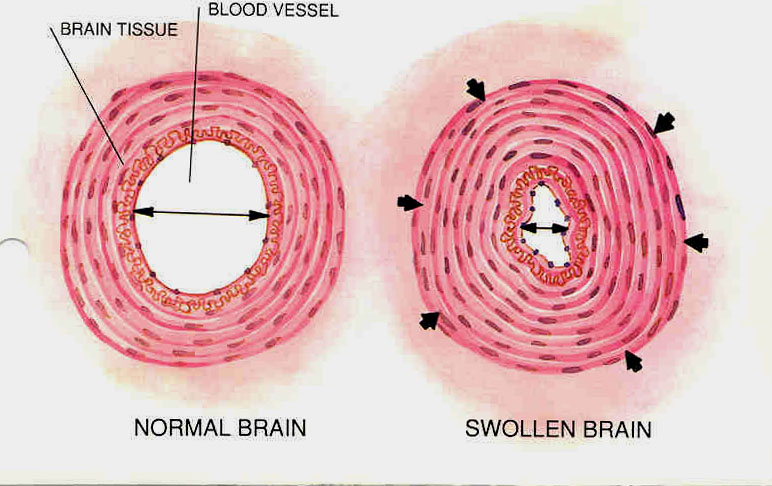 BLOOD VESSEL
BRAIN TISSUE
NORMAL BRAIN
SWOLLEN BRAIN